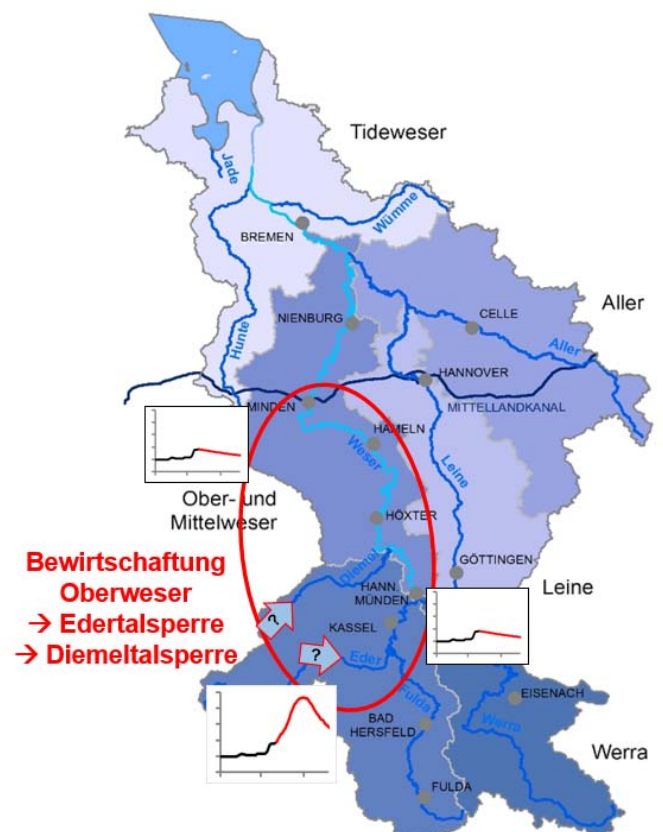 Tideweser
Jade
Wümme
BREMEN
Aller
NIENBURG
CELLE
Hunte
Aller
HANNOVER
MINDEN
MITTELLANDKANAL
HAMELN
Weser
Leine
Ober- und
Mittelweser
HÖXTER
Bewirtschaftung
Oberweser
→ Edertalsperre
→ Diemeltalsperre
GÖTTINGEN
Leine
Diemel
HANN.
MÜNDEN
?
KASSEL
?
Eder
Fulda
EISENACH
BAD
HERSFELD
Werra
Werra
FULDA